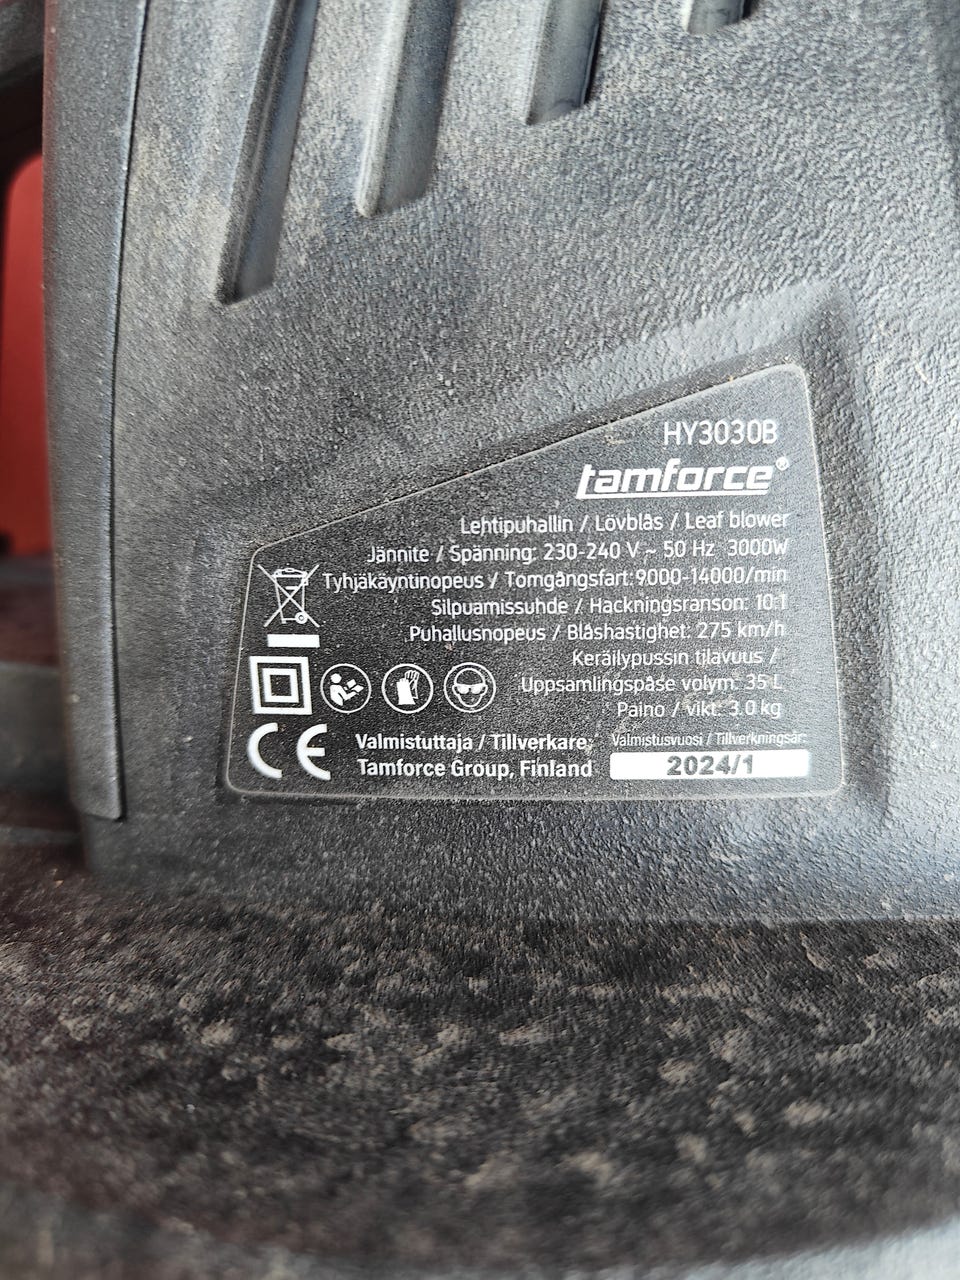 HY3030B
tamforce®
Lehtipuhallin / Lövblås / Leaf blower
Jännite / Spänning: 230-240 V ~ 50 Hz 3000W
Tyhjäkäyntinopeus / Tomgångsfart: 9000-14000/min
Silpuamissuhde / Hackningsranson: 10:1
Puhallusnopeus / Blåshastighet: 275 km/h
Keräilypussin tilavuus /
Uppsamlingspåse volym: 35 L
Paino / vikt: 3.0 kg
CE
Valmistuttaja / Tillverkare:
Tamforce Group, Finland
Valmistusvuosi / Tillverkningsår:
2024/1